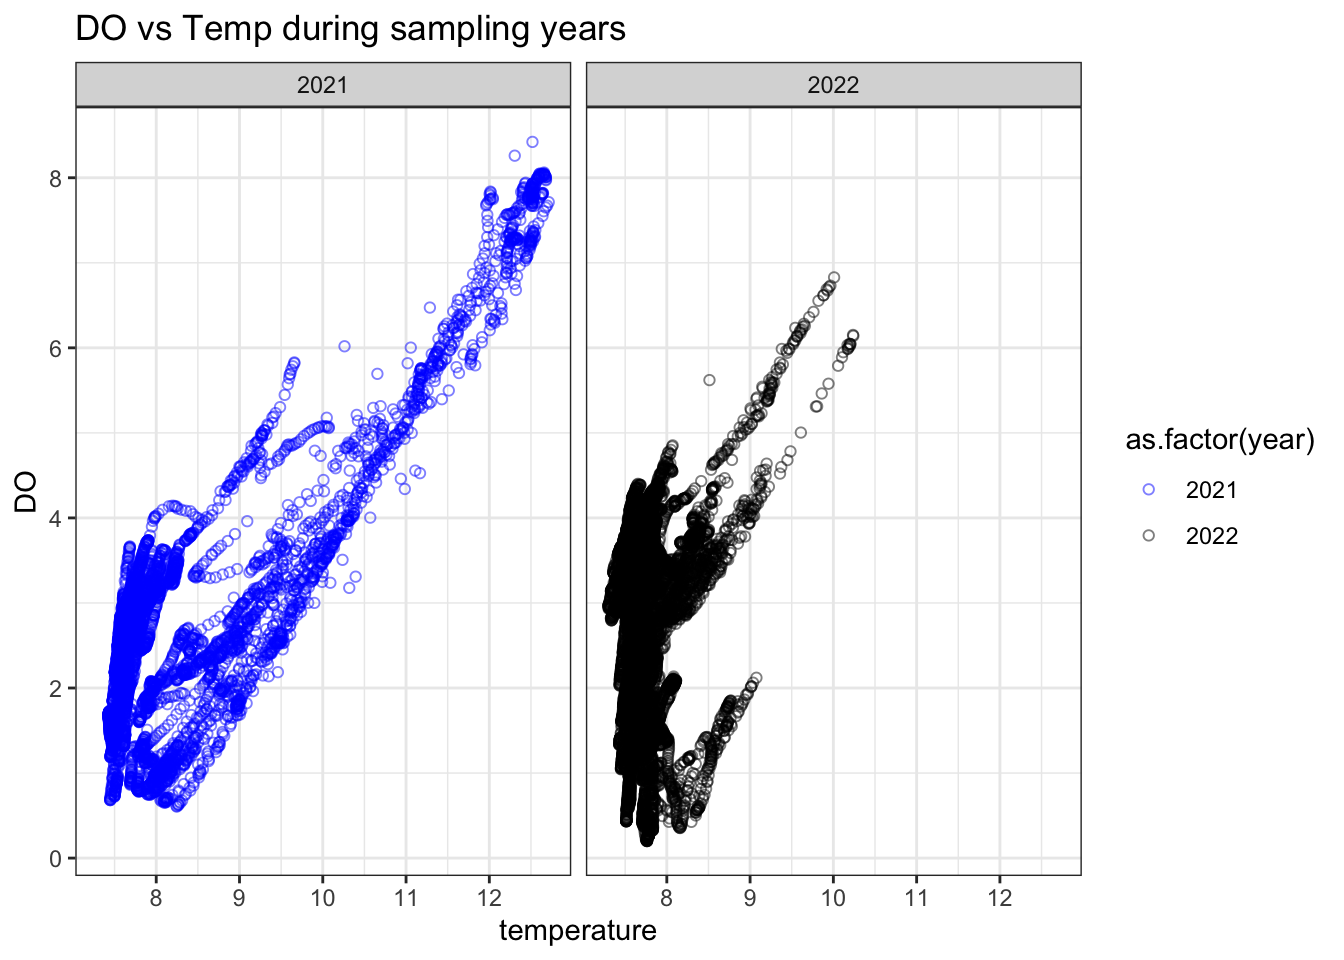 DO vs Temp during sampling years
2021
2022
8
6
4
2
0
DO
8 9 10 11 12
8 9 10 11 12
temperature
as.factor(year)
2021
2022